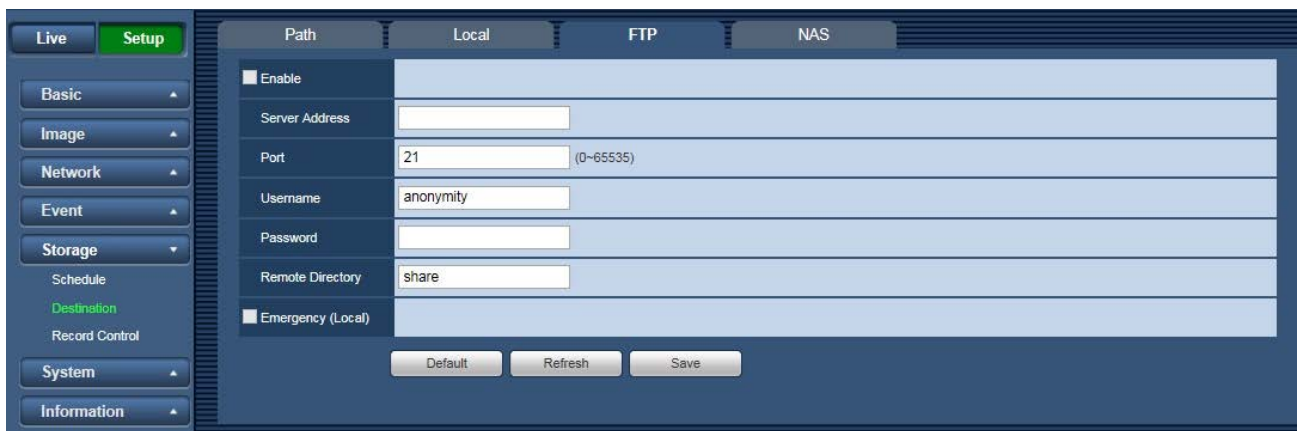 Live Setup
Path Local FTP NAS
Basic
Image
Network
Event
Storage
Schedule
Destination
Record Control
System
Information
Enable
Server Address
Port 21 (0~65535)
Username anonymity
Password
Remote Directory share
Emergency (Local)
Default Refresh Save